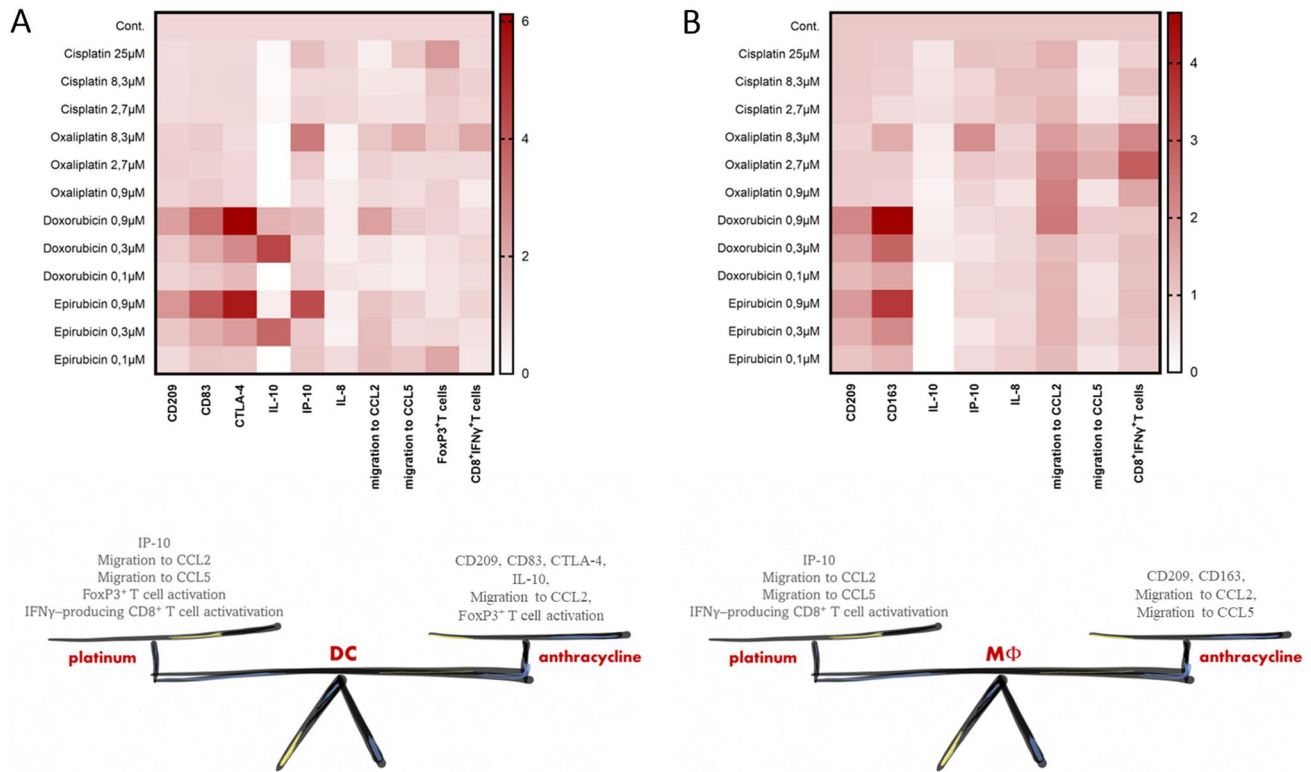 A
Cont.
Cisplatin 25µM
Cisplatin 8,3µM
Cisplatin 2,7µM
Oxaliplatin 8,3µM
Oxaliplatin 2,7µM
Oxaliplatin 0,9µM
Doxorubicin 0,9µM
Doxorubicin 0,3µM
Doxorubicin 0,1µM
Epirubicin 0,9µM
Epirubicin 0,3µM
Epirubicin 0,1µM
6
4
2
0
CD209
CD83
CTLA-4
IL-10
IP-10
IL-8
migration to CCL2
migration to CCL5
FoxP3⁺T cells
CD8⁺IFNγ⁺T cells
IP-10
Migration to CCL2
Migration to CCL5
FoxP3⁺ T cell activation
IFNγ–producing CD8⁺ T cell activativation
CD209, CD83, CTLA-4,
IL-10,
Migration to CCL2,
FoxP3⁺ T cell activation
platinum
DC
anthracycline
B
Cont.
Cisplatin 25µM
Cisplatin 8,3µM
Cisplatin 2,7µM
Oxaliplatin 8,3µM
Oxaliplatin 2,7µM
Oxaliplatin 0,9µM
Doxorubicin 0,9µM
Doxorubicin 0,3µM
Doxorubicin 0,1µM
Epirubicin 0,9µM
Epirubicin 0,3µM
Epirubicin 0,1µM
4
3
2
1
0
CD209
CD163
IL-10
IP-10
IL-8
migration to CCL2
migration to CCL5
CD8⁺IFNγ⁺T cells
IP-10
Migration to CCL2
Migration to CCL5
IFNγ–producing CD8⁺ T cell activativation
CD209, CD163,
Migration to CCL2,
Migration to CCL5
platinum
MΦ
anthracycline